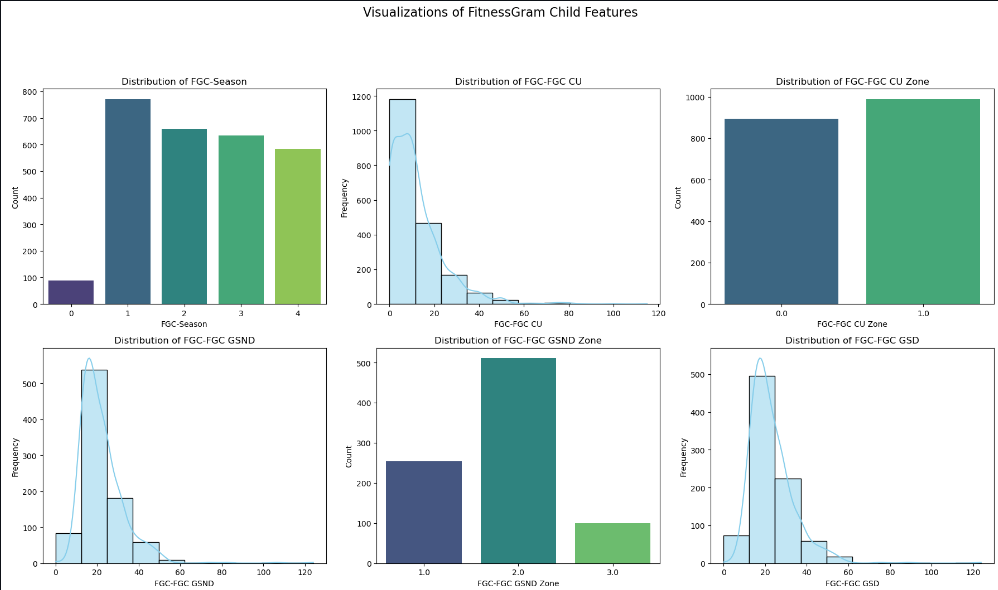 Visualizations of FitnessGram Child Features
Distribution of FGC-Season
Count
800
700
600
500
400
300
200
100
0
0 1 2 3 4
FGC-Season
Distribution of FGC-FGC CU
Frequency
1200
1000
800
600
400
200
0
0 20 40 60 80 100 120
FGC-FGC CU
Distribution of FGC-FGC CU Zone
Count
1000
800
600
400
200
0
0.0 1.0
FGC-FGC CU Zone
Distribution of FGC-FGC GSND
Frequency
500
400
300
200
100
0
0 20 40 60 80 100 120
FGC-FGC GSND
Distribution of FGC-FGC GSND Zone
Count
500
400
300
200
100
0
1.0 2.0 3.0
FGC-FGC GSND Zone
Distribution of FGC-FGC GSD
Frequency
500
400
300
200
100
0
0 20 40 60 80 100 120
FGC-FGC GSD